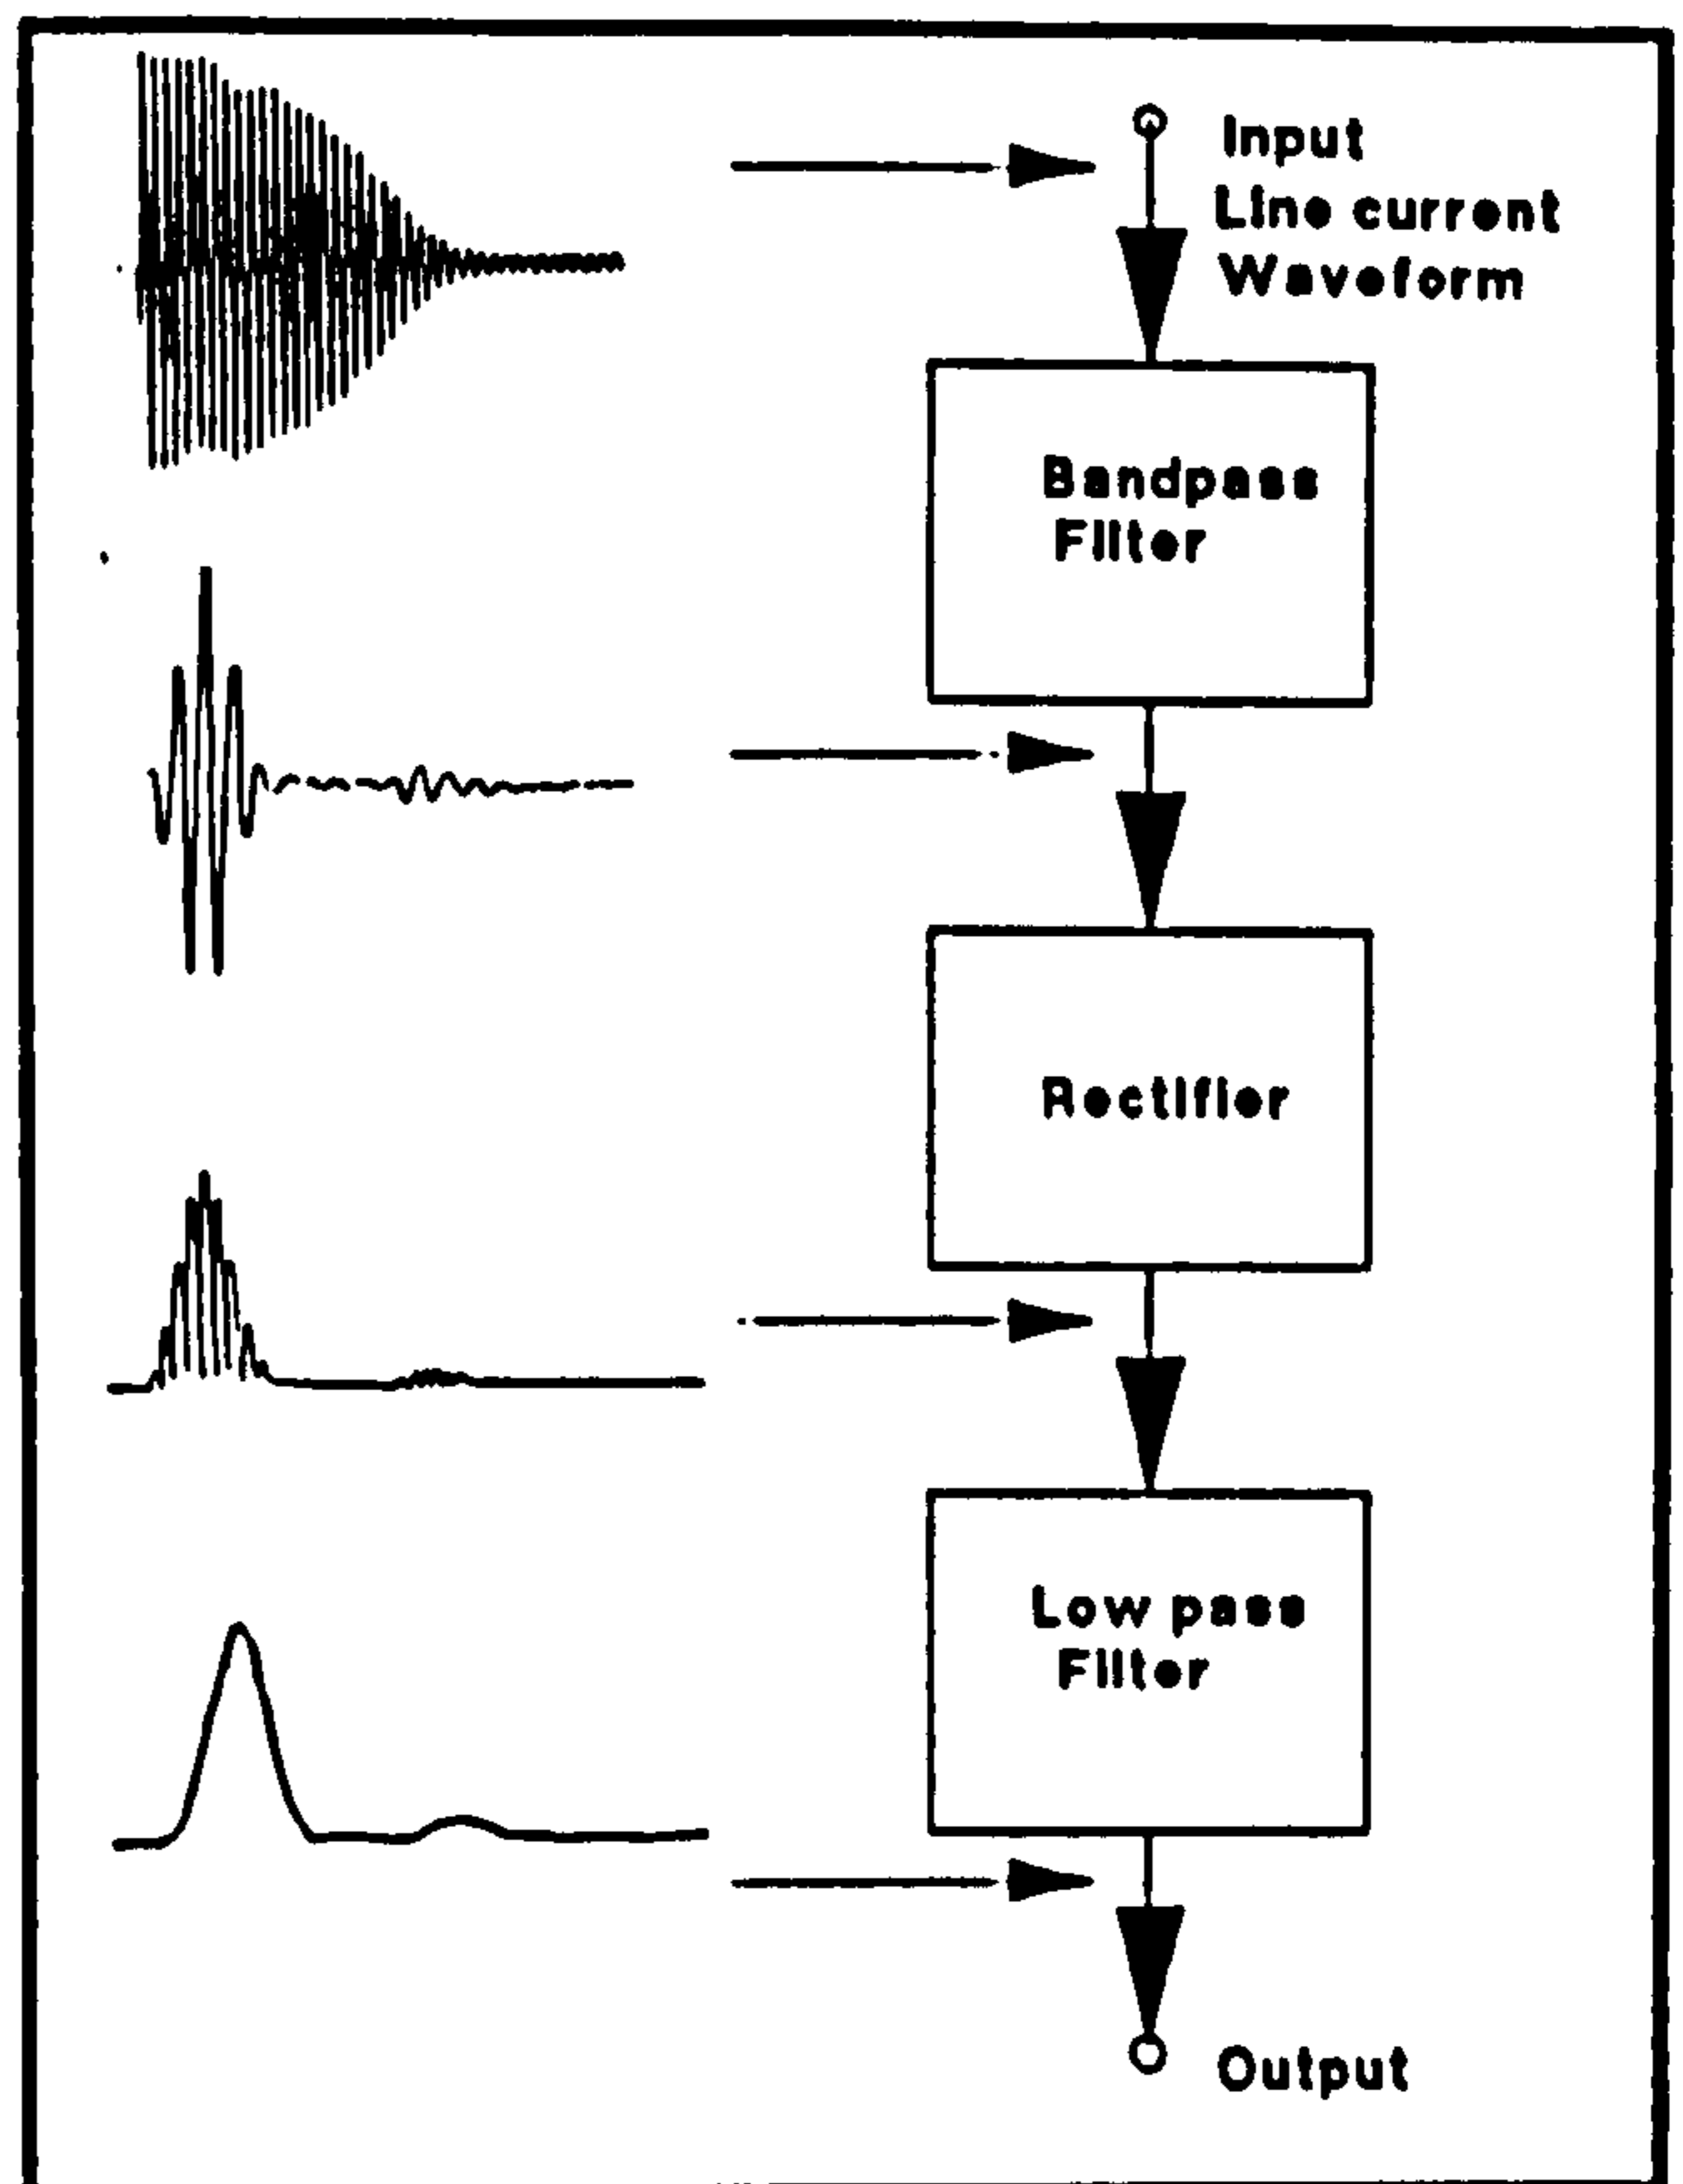 Input
Line current
Waveform
Bandpass
Filter
Rectifier
Low pass
Filter
Output